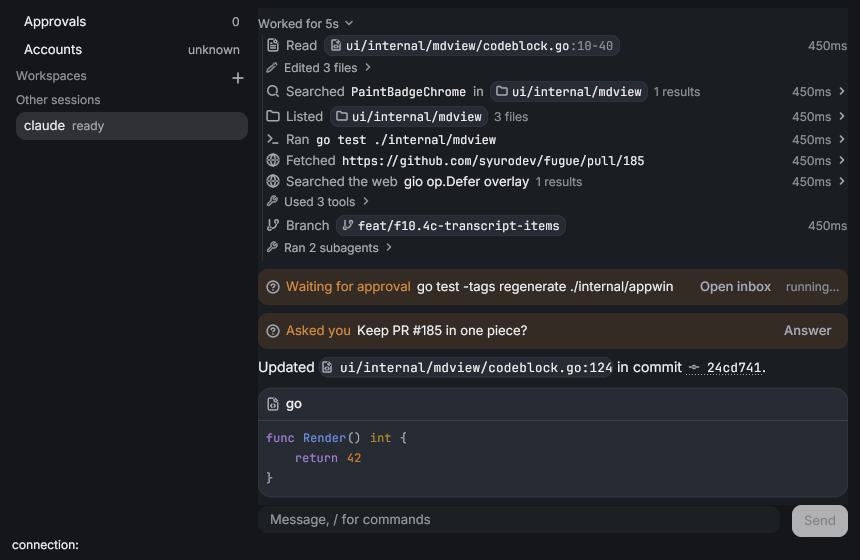 Approvals 0
Accounts unknown
Workspaces +
Other sessions
claude ready
connection:
Worked for 5s
Read ui/internal/mdview/codeblock.go:10-40 450ms
Edited 3 files
Searched PaintBadgeChrome in ui/internal/mdview 1 results 450ms
Listed ui/internal/mdview 3 files 450ms
Ran go test ./internal/mdview 450ms
Fetched https://github.com/syurodev/fugue/pull/185 450ms
Searched the web gio op.Defer overlay 1 results 450ms
Used 3 tools
Branch feat/f10.4c-transcript-items 450ms
Ran 2 subagents
Waiting for approval go test -tags regenerate ./internal/appwin Open inbox running...
Asked you Keep PR #185 in one piece? Answer
Updated ui/internal/mdview/codeblock.go:124 in commit 24cd741.
go
func Render() int {
    return 42
}
Message, / for commands Send